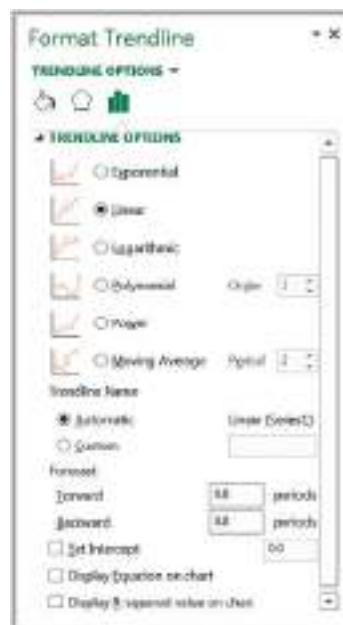 Format Trendline
TRENDLINE OPTIONS
TRENDLINE OPTIONS
Exponential
Linear
Logarithmic
Polynomial Order 2
Power
Moving Average Period 2
Trendline Name
Automatic Linear (Series1)
Custom
Forecast
Forward 0.0 periods
Backward 0.0 periods
Set Intercept 0.0
Display Equation on chart
Display R-squared value on chart